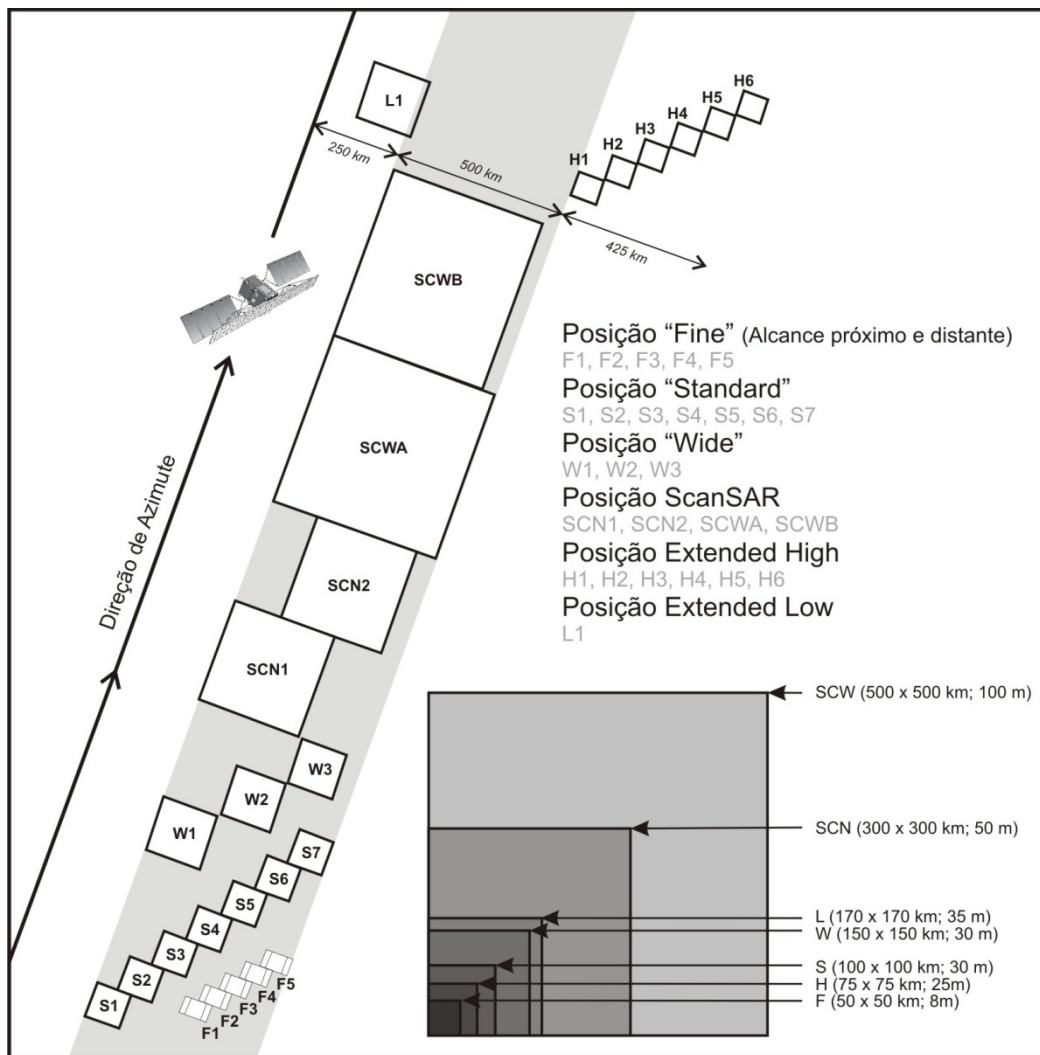 L1
250 km
500 km
425 km
H1
H2
H3
H4
H5
H6
SCWB
SCWA
SCN2
SCN1
W1
W2
W3
S1
S2
S3
S4
S5
S6
S7
F1
F2
F3
F4
F5
Direção de Azimute
Posição “Fine” (Alcance próximo e distante)
F1, F2, F3, F4, F5
Posição “Standard”
S1, S2, S3, S4, S5, S6, S7
Posição “Wide”
W1, W2, W3
Posição ScanSAR
SCN1, SCN2, SCWA, SCWB
Posição Extended High
H1, H2, H3, H4, H5, H6
Posição Extended Low
L1
SCW (500 x 500 km; 100 m)
SCN (300 x 300 km; 50 m)
L (170 x 170 km; 35 m)
W (150 x 150 km; 30 m)
S (100 x 100 km; 30 m)
H (75 x 75 km; 25m)
F (50 x 50 km; 8m)